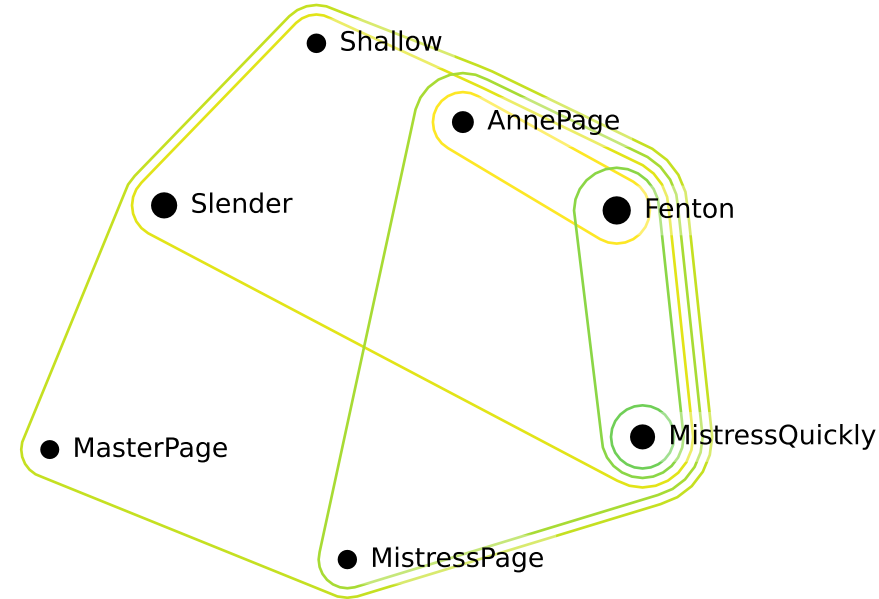 Shallow
AnnePage
Slender
Fenton
MistressQuickly
MasterPage
MistressPage